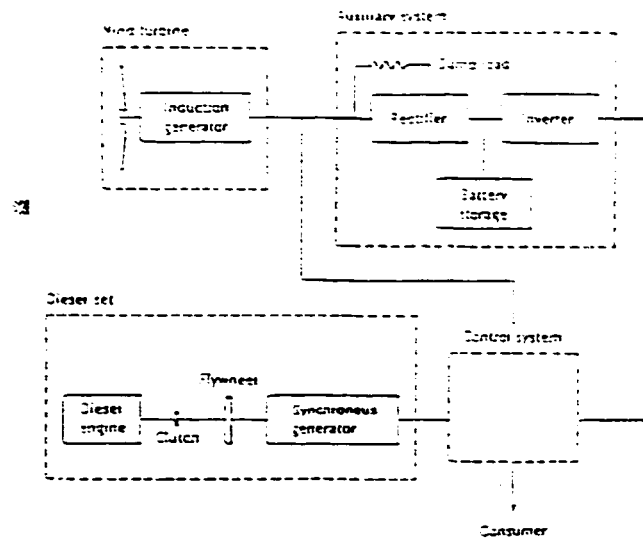 Wind turbine
Auxiliary system
Dump load
Induction
generator
Rectifier
Inverter
Battery
storage
Diesel set
Control system
Flywheel
Diesel
engine
Clutch
Synchronous
generator
Consumer